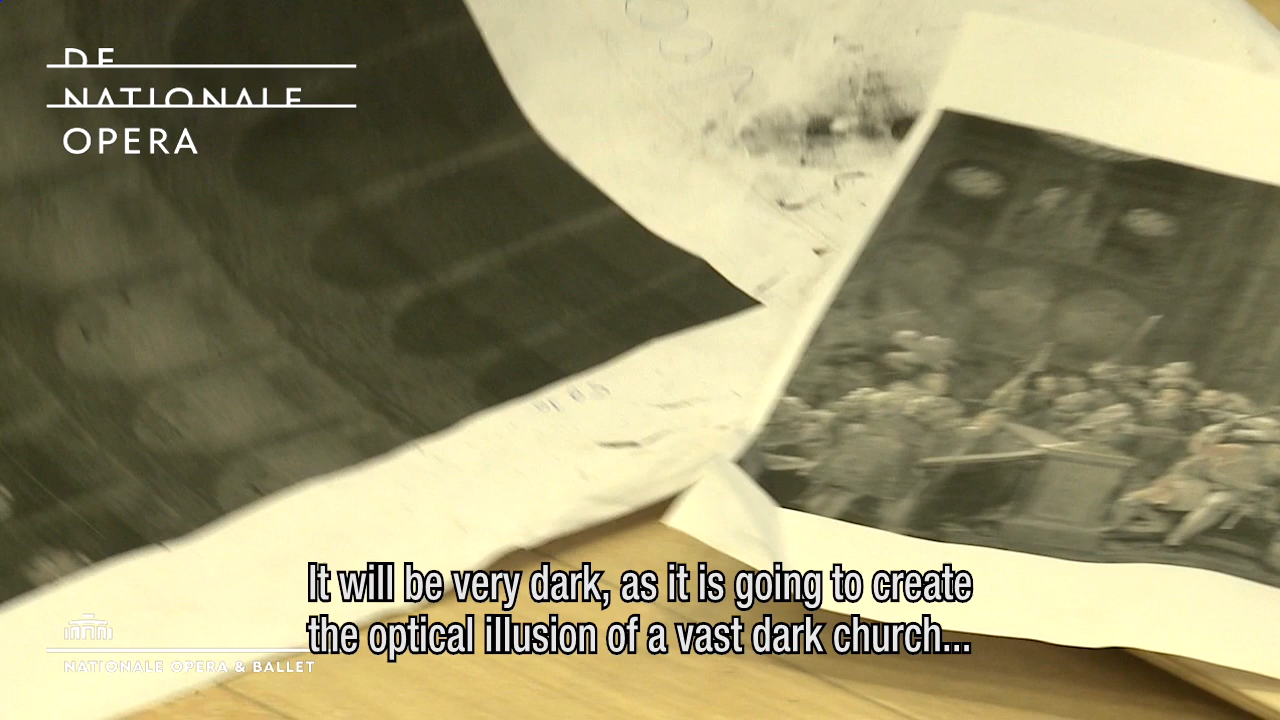 DE
NATIONALE
OPERA
It will be very dark, as it is going to create
the optical illusion of a vast dark church...
NATIONALE OPERA & BALLET